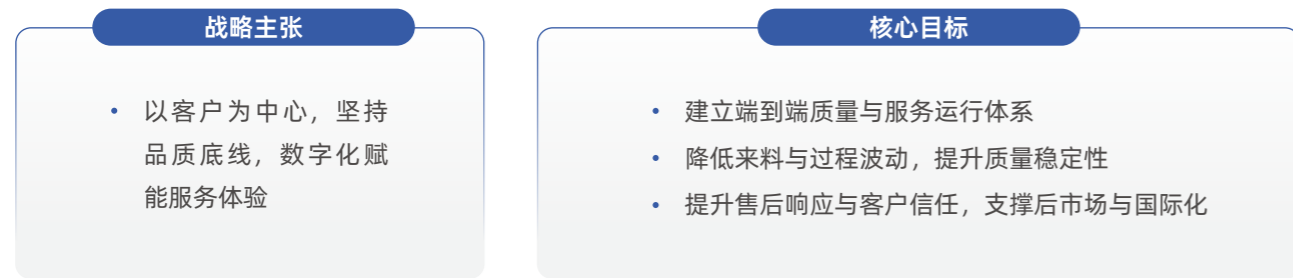 战略主张
• 以客户为中心，坚持
品质底线，数字化赋
能服务体验
核心目标
• 建立端到端质量与服务运行体系
• 降低来料与过程波动，提升质量稳定性
• 提升售后响应与客户信任，支撑后市场与国际化